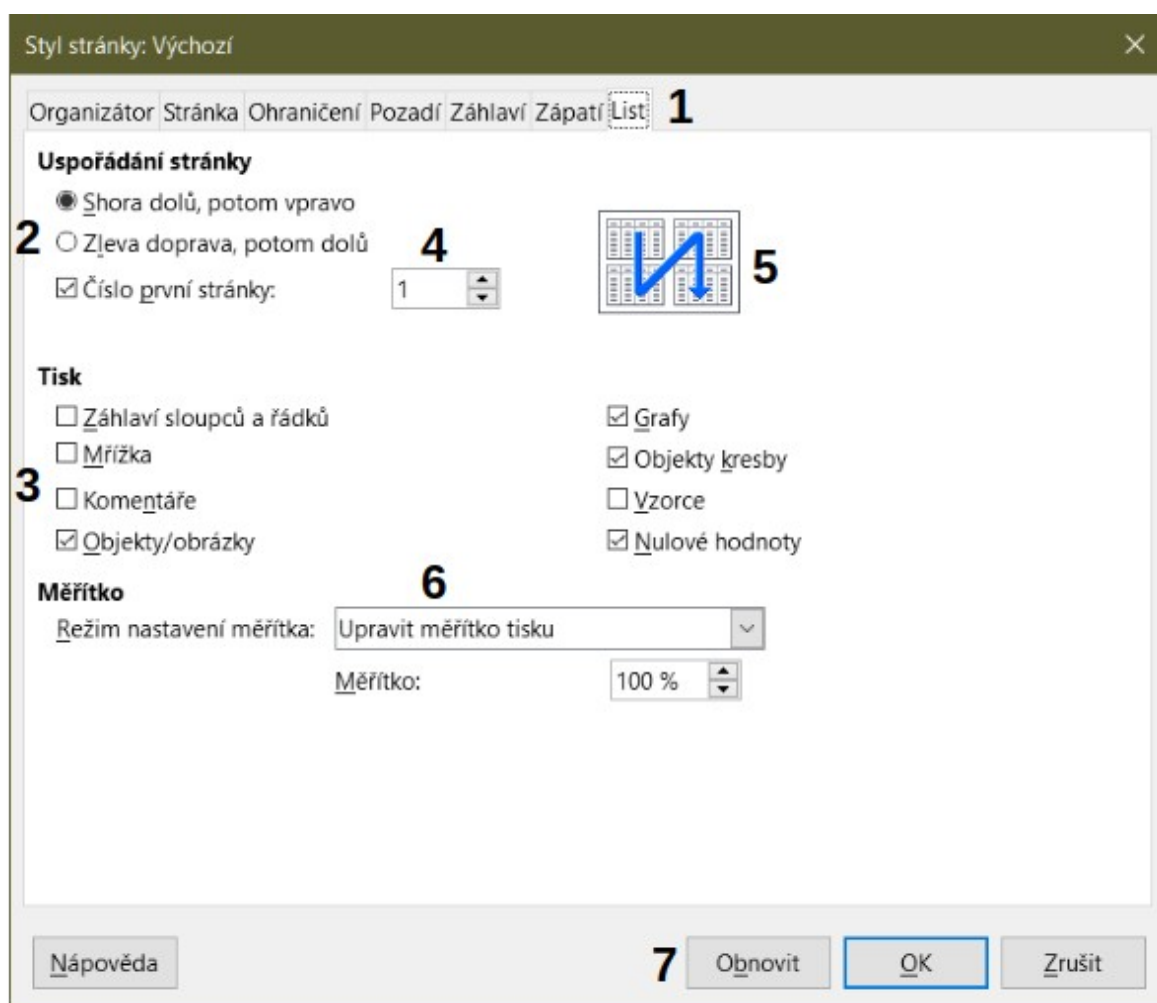 Styl stránky: Výchozí
Organizátor Stránka Ohraničení Pozadí Záhlaví Zápatí List 1
Uspořádání stránky
Shora dolů, potom vpravo
2 Zleva doprava, potom dolů 4
5
Číslo první stránky: 1
Tisk
Záhlaví sloupců a řádků Grafy
Mřížka Objekty kresby
3 Komentáře Vzorce
Objekty/obrázky Nulové hodnoty
Měřítko 6
Režim nastavení měřítka: Upravit měřítko tisku
Měřítko: 100 %
Nápověda 7 Obnovit OK Zrušit